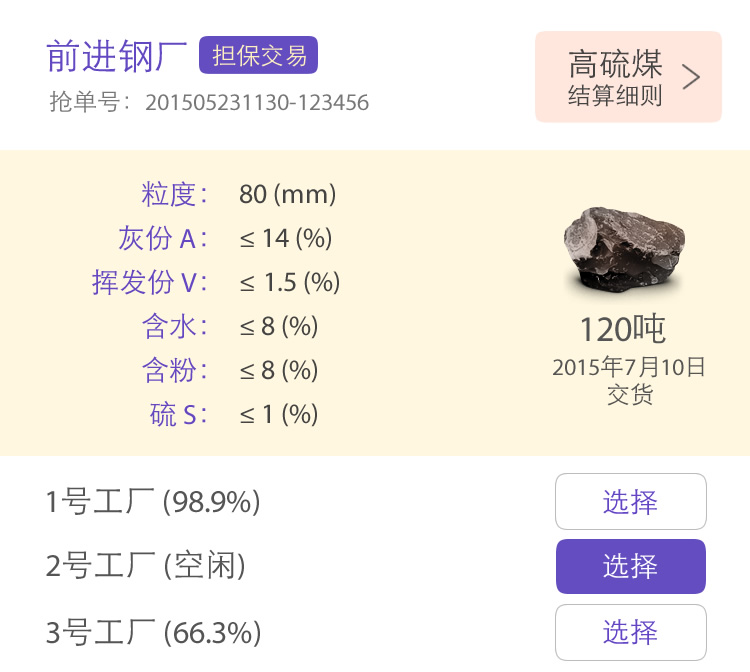 前进钢厂 担保交易
抢单号：201505231130-123456
高硫煤
结算细则
粒度： 80 (mm)
灰份 A： ≤ 14 (%)
挥发份 V： ≤ 1.5 (%)
含水： ≤ 8 (%)
含粉： ≤ 8 (%)
硫 S： ≤ 1 (%)
120吨
2015年7月10日
交货
1号工厂 (98.9%) 选择
2号工厂 (空闲) 选择
3号工厂 (66.3%) 选择